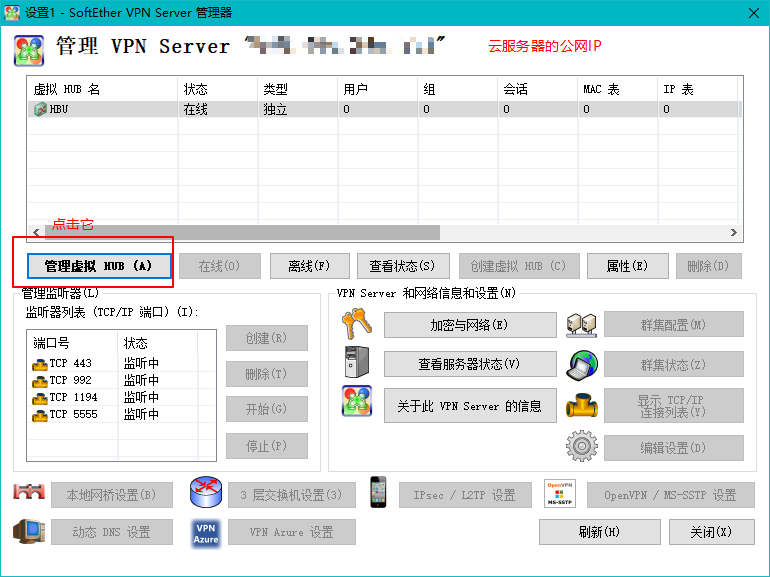 设置1 - SoftEther VPN Server 管理器
管理 VPN Server "
"
云服务器的公网IP
虚拟 HUB 名 状态 类型 用户 组 会话 MAC 表 IP 表
HBU 在线 独立 0 0 0 0 0
点击它
管理虚拟 HUB (A) 在线(O) 离线(F) 查看状态(S) 创建虚拟 HUB (C) 属性(E) 删除(D)
管理监听器(L)
监听器列表 (TCP/IP 端口) (I):
端口号 状态
TCP 443 监听中
TCP 992 监听中
TCP 1194 监听中
TCP 5555 监听中
创建(R)
删除(T)
开始(G)
停止(P)
VPN Server 和网络信息和设置(N)
加密与网络(E) 群集配置(M)
查看服务器状态(V) 群集状态(Z)
关于此 VPN Server 的信息 显示 TCP/IP
连接列表(Y)
编辑设置(D)
本地网桥设置(B) 3 层交换机设置(3) IPsec / L2TP 设置 OpenVPN
MS-SSTP OpenVPN / MS-SSTP 设置
动态 DNS 设置 VPN
Azure VPN Azure 设置 刷新(H) 关闭(X)